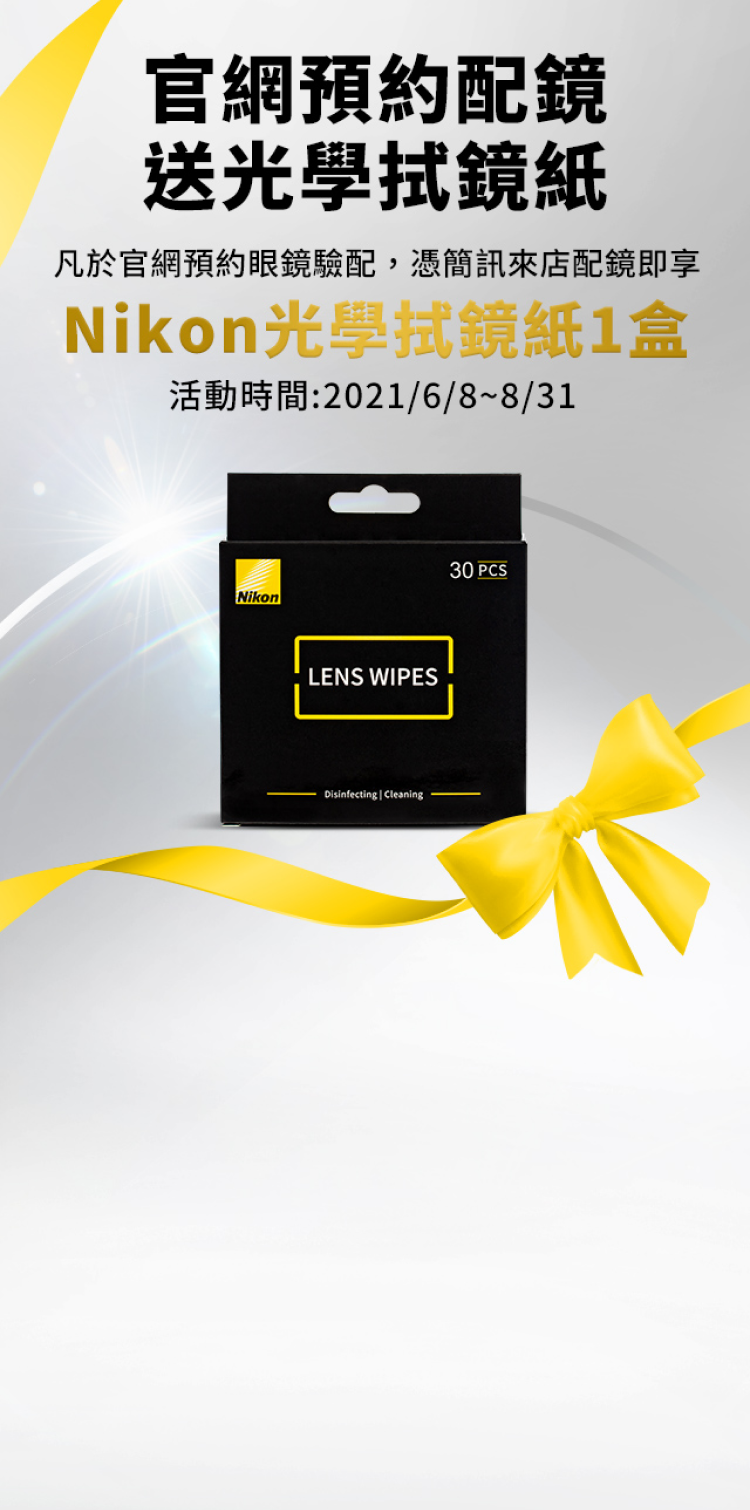 官網預約配鏡
送光學拭鏡紙
凡於官網預約眼鏡驗配，憑簡訊來店配鏡即享
Nikon光學拭鏡紙1盒
活動時間:2021/6/8~8/31
30 PCS
Nikon
LENS WIPES
Disinfecting | Cleaning